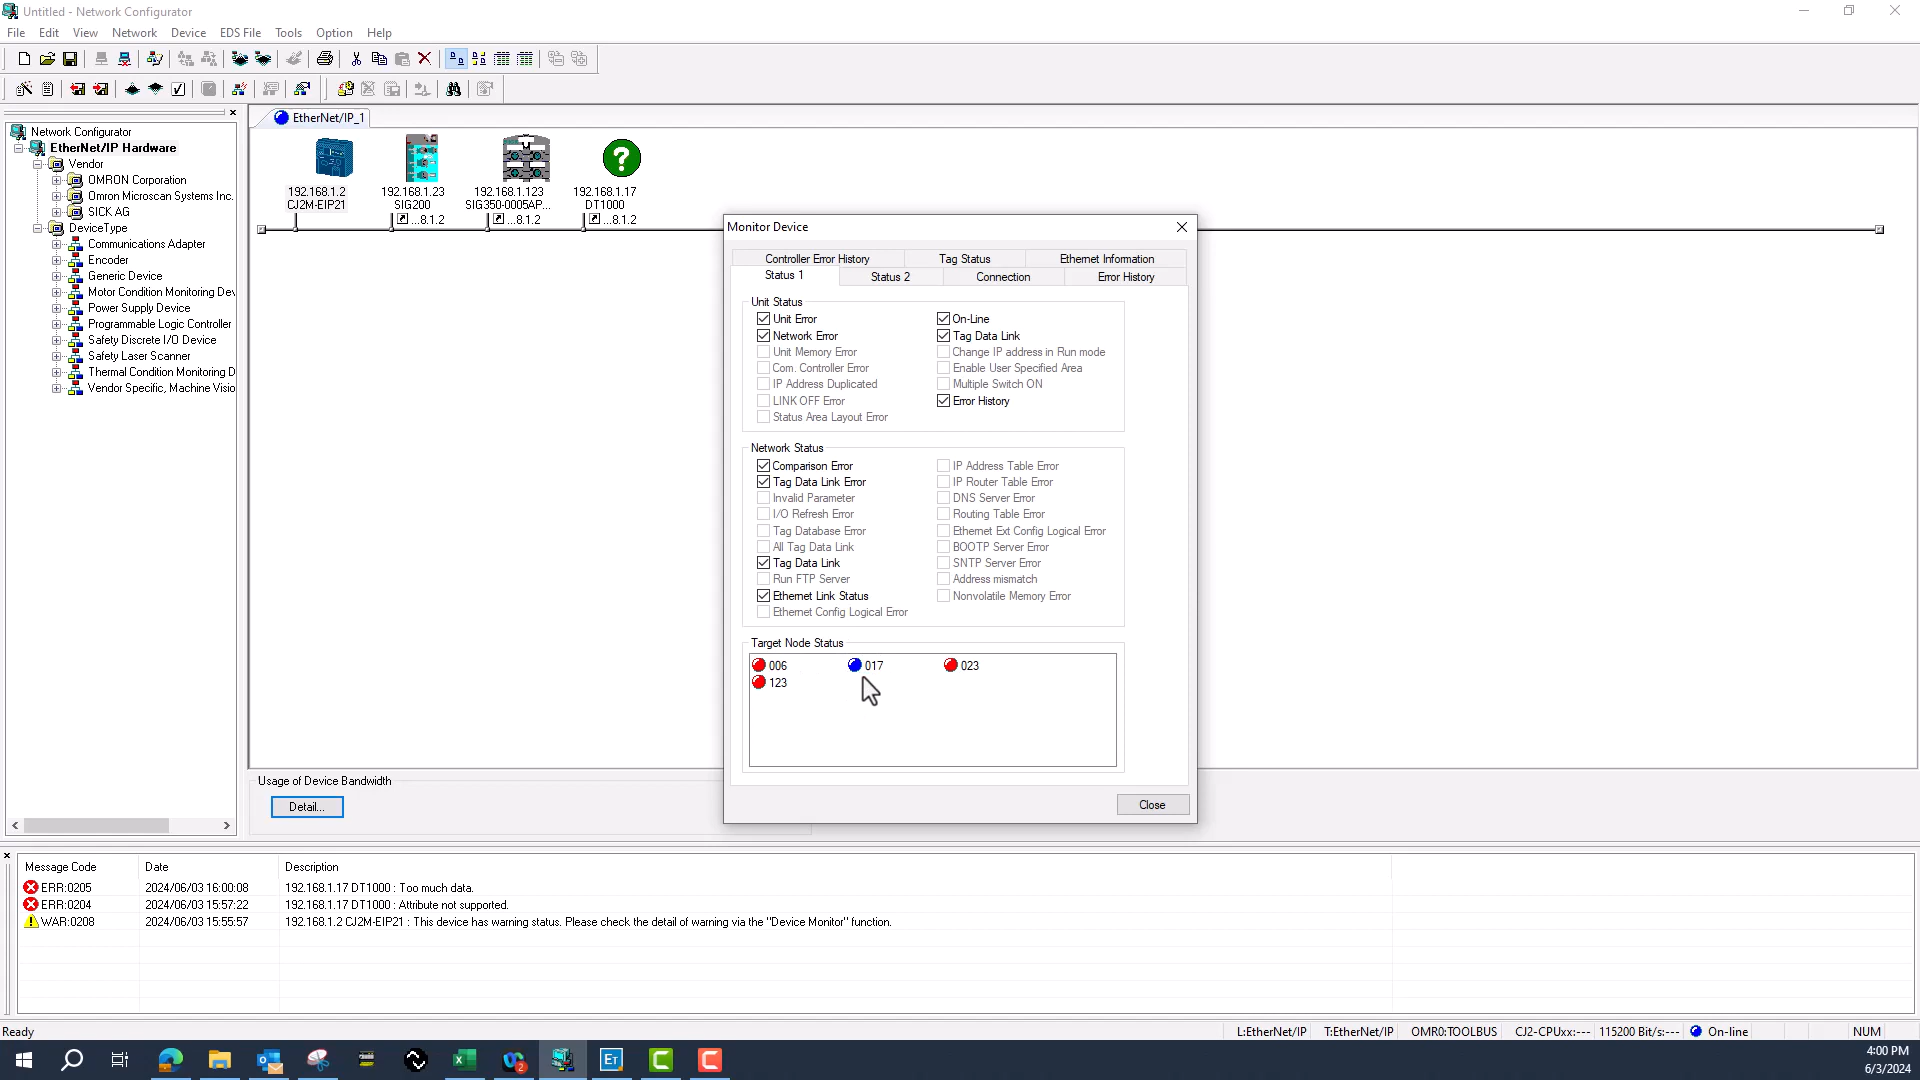 Untitled - Network Configurator
File Edit View Network Device EDS File Tools Option Help
Network Configurator
EtherNet/IP Hardware
Vendor
OMRON Corporation
Omron Microscan Systems Inc.
SICK AG
DeviceType
Communications Adapter
Encoder
Generic Device
Motor Condition Monitoring Dev
Power Supply Device
Programmable Logic Controller
Safety Discrete I/O Device
Safety Laser Scanner
Thermal Condition Monitoring D
Vendor Specific, Machine Visio
EtherNet/IP_1
192.168.1.2 192.168.1.23 192.168.1.123 192.168.1.17
CJ2M-EIP21 SIG200 SIG350-0005AP... DT1000
...8.1.2 ...8.1.2 ...8.1.2
Monitor Device
Controller Error History Tag Status Ethernet Information
Status 1 Status 2 Connection Error History
Unit Status
Unit Error On-Line
Network Error Tag Data Link
Unit Memory Error Change IP address in Run mode
Com. Controller Error Enable User Specified Area
IP Address Duplicated Multiple Switch ON
LINK OFF Error Error History
Status Area Layout Error
Network Status
Comparison Error IP Address Table Error
Tag Data Link Error IP Router Table Error
Invalid Parameter DNS Server Error
I/O Refresh Error Routing Table Error
Tag Database Error Ethernet Ext Config Logical Error
All Tag Data Link BOOTP Server Error
Tag Data Link SNTP Server Error
Run FTP Server Address mismatch
Ethernet Link Status Nonvolatile Memory Error
Ethernet Config Logical Error
Target Node Status
006 017 023
123
Close
Usage of Device Bandwidth
Detail...
Message Code Date Description
ERR:0205 2024/06/03 16:00:08 192.168.1.17 DT1000 : Too much data.
ERR:0204 2024/06/03 15:57:22 192.168.1.17 DT1000 : Attribute not supported.
WAR:0208 2024/06/03 15:55:57 192.168.1.2 CJ2M-EIP21 : This device has warning status. Please check the detail of warning via the "Device Monitor" function.
Ready L:EtherNet/IP T:EtherNet/IP OMR0:TOOLBUS CJ2-CPUxx:--- 115200 Bit/s:--- On-line NUM
ET
2
4:00 PM
6/3/2024